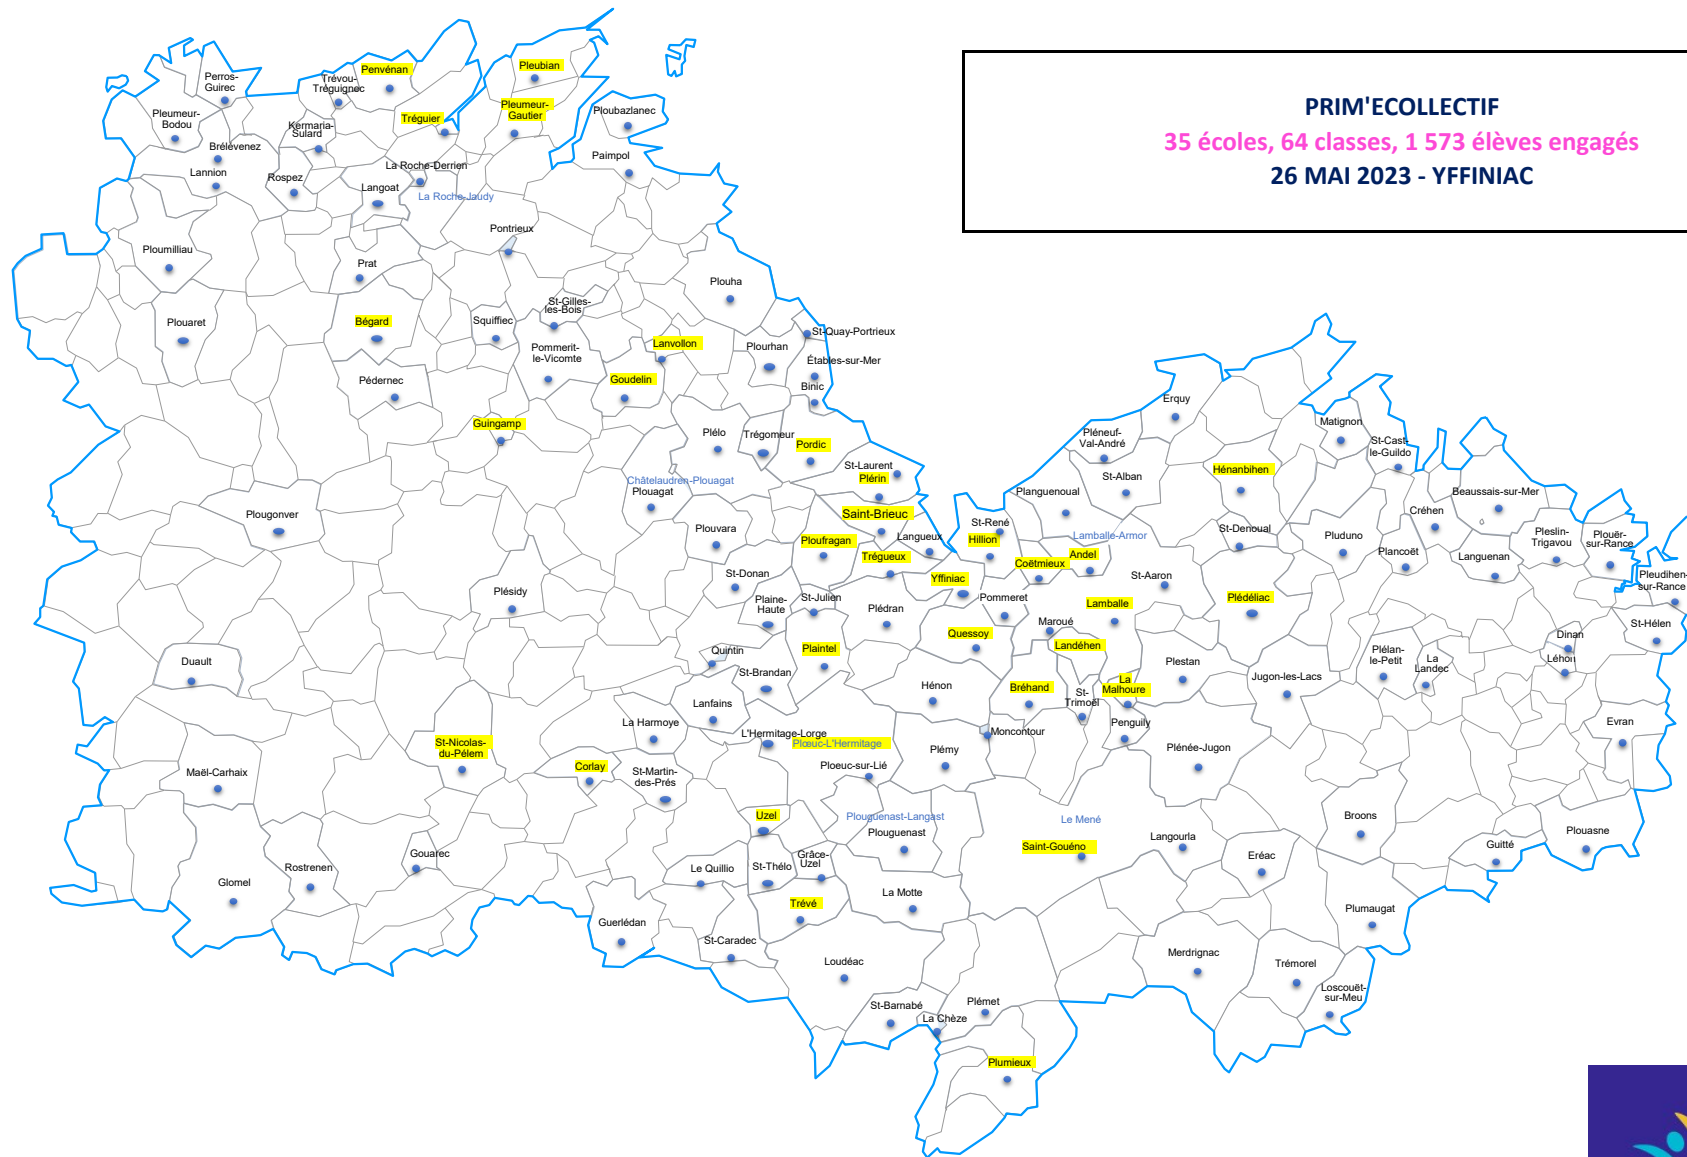 PRIM'ECOLLECTIF
35 écoles, 64 classes, 1 573 élèves engagés
26 MAI 2023 - YFFINIAC
Perros-
Guirec
Trévou-
Tréguignec
Penvénan
Pleubian
Pleumeur-
Bodou
Kermaria-
Sulard
Tréguier
Pleumeur-
Gautier
Ploubazlanec
Brélévenez
Lannion
Rospez
La Roche-Derrien
Langoat
La Roche-Jaudy
Paimpol
Ploumilliau
Pontrieux
Prat
Plouha
Plouaret
Bégard
Squiffiec
St-Gilles-
les-Bois
Pommerit-
le-Vicomte
Lanvollon
Plourhan
St-Quay-Portrieux
Étables-sur-Mer
Binic
Pédernec
Goudelin
Guingamp
Plélo
Trégomeur
Pordic
St-Laurent
Plérin
Châtelaudren-Plouagat
Plouagat
Erquy
Pléneuf-
Val-André
Matignon
St-Cast-
le-Guildo
St-Alban
Hénanbihen
Planguenoual
Beaussais-sur-Mer
Créhen
Plougonver
Plouvara
Saint-Brieuc
Ploufragan
Langueux
Trégueux
St-René
Hillion
Lamballe-Armor
Coëtmieux
Andel
St-Denoual
Pluduno
Plancoët
Languenan
Pleslin-
Trigavou
Plouër-
sur-Rance
Pleudihen-
sur-Rance
Plésidy
St-Donan
Plaine-
Haute
St-Julien
Plédran
Yffiniac
Pommeret
Lamballe
St-Aaron
Plédéliac
St-Hélen
Duault
Quintin
St-Brandan
Plaintel
Quessoy
Maroué
Landéhen
Plestan
Jugon-les-Lacs
Plélan-
le-Petit
La
Landec
Dinan
Léhon
Lanfains
Hénon
Bréhand
St-
Trimoël
La
Malhoure
Penguily
Evran
La Harmoye
L'Hermitage-Lorge
Plœuc-L'Hermitage
Moncontour
Plémy
Plénée-Jugon
St-Nicolas-
du-Pélem
Corlay
St-Martin-
des-Prés
Ploeuc-sur-Lié
Maël-Carhaix
Uzel
Plouguenast-Langast
Plouguenast
Le Mené
Saint-Gouéno
Langourla
Eréac
Broons
Guitté
Plouasne
Glomel
Rostrenen
Gouarec
Le Quillio
St-Thélo
Grâce-
Uzel
La Motte
Trévé
Guerlédan
St-Caradec
Loudéac
Merdrignac
Trémorel
Plumaugat
Loscouët-
sur-Meu
St-Barnabé
La Chèze
Plémet
Plumieux